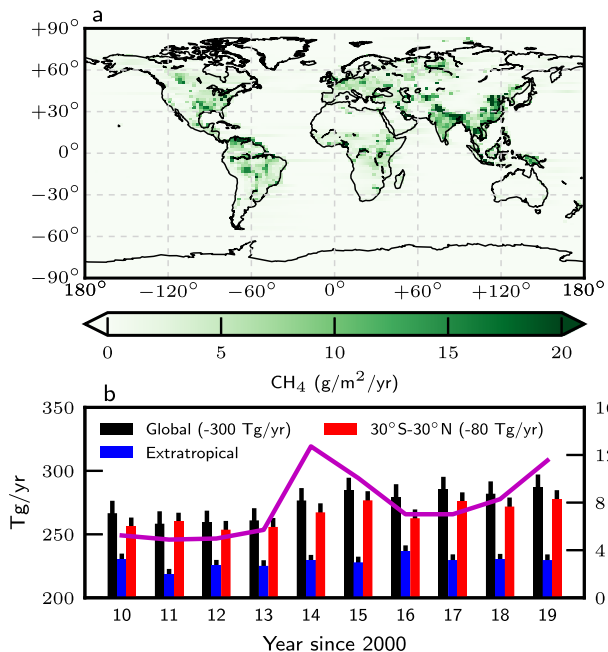 a
+90°
+60°
+30°
0°
−30°
−60°
−90°
180° −120° −60° 0° +60° +120° 180°
0 5 10 15 20
CH₄ (g/m²/yr)
b
350
300
250
200
Tg/yr
Global (-300 Tg/yr)
30°S-30°N (-80 Tg/yr)
Extratropical
16
12
8
4
0
10 11 12 13 14 15 16 17 18 19
Year since 2000